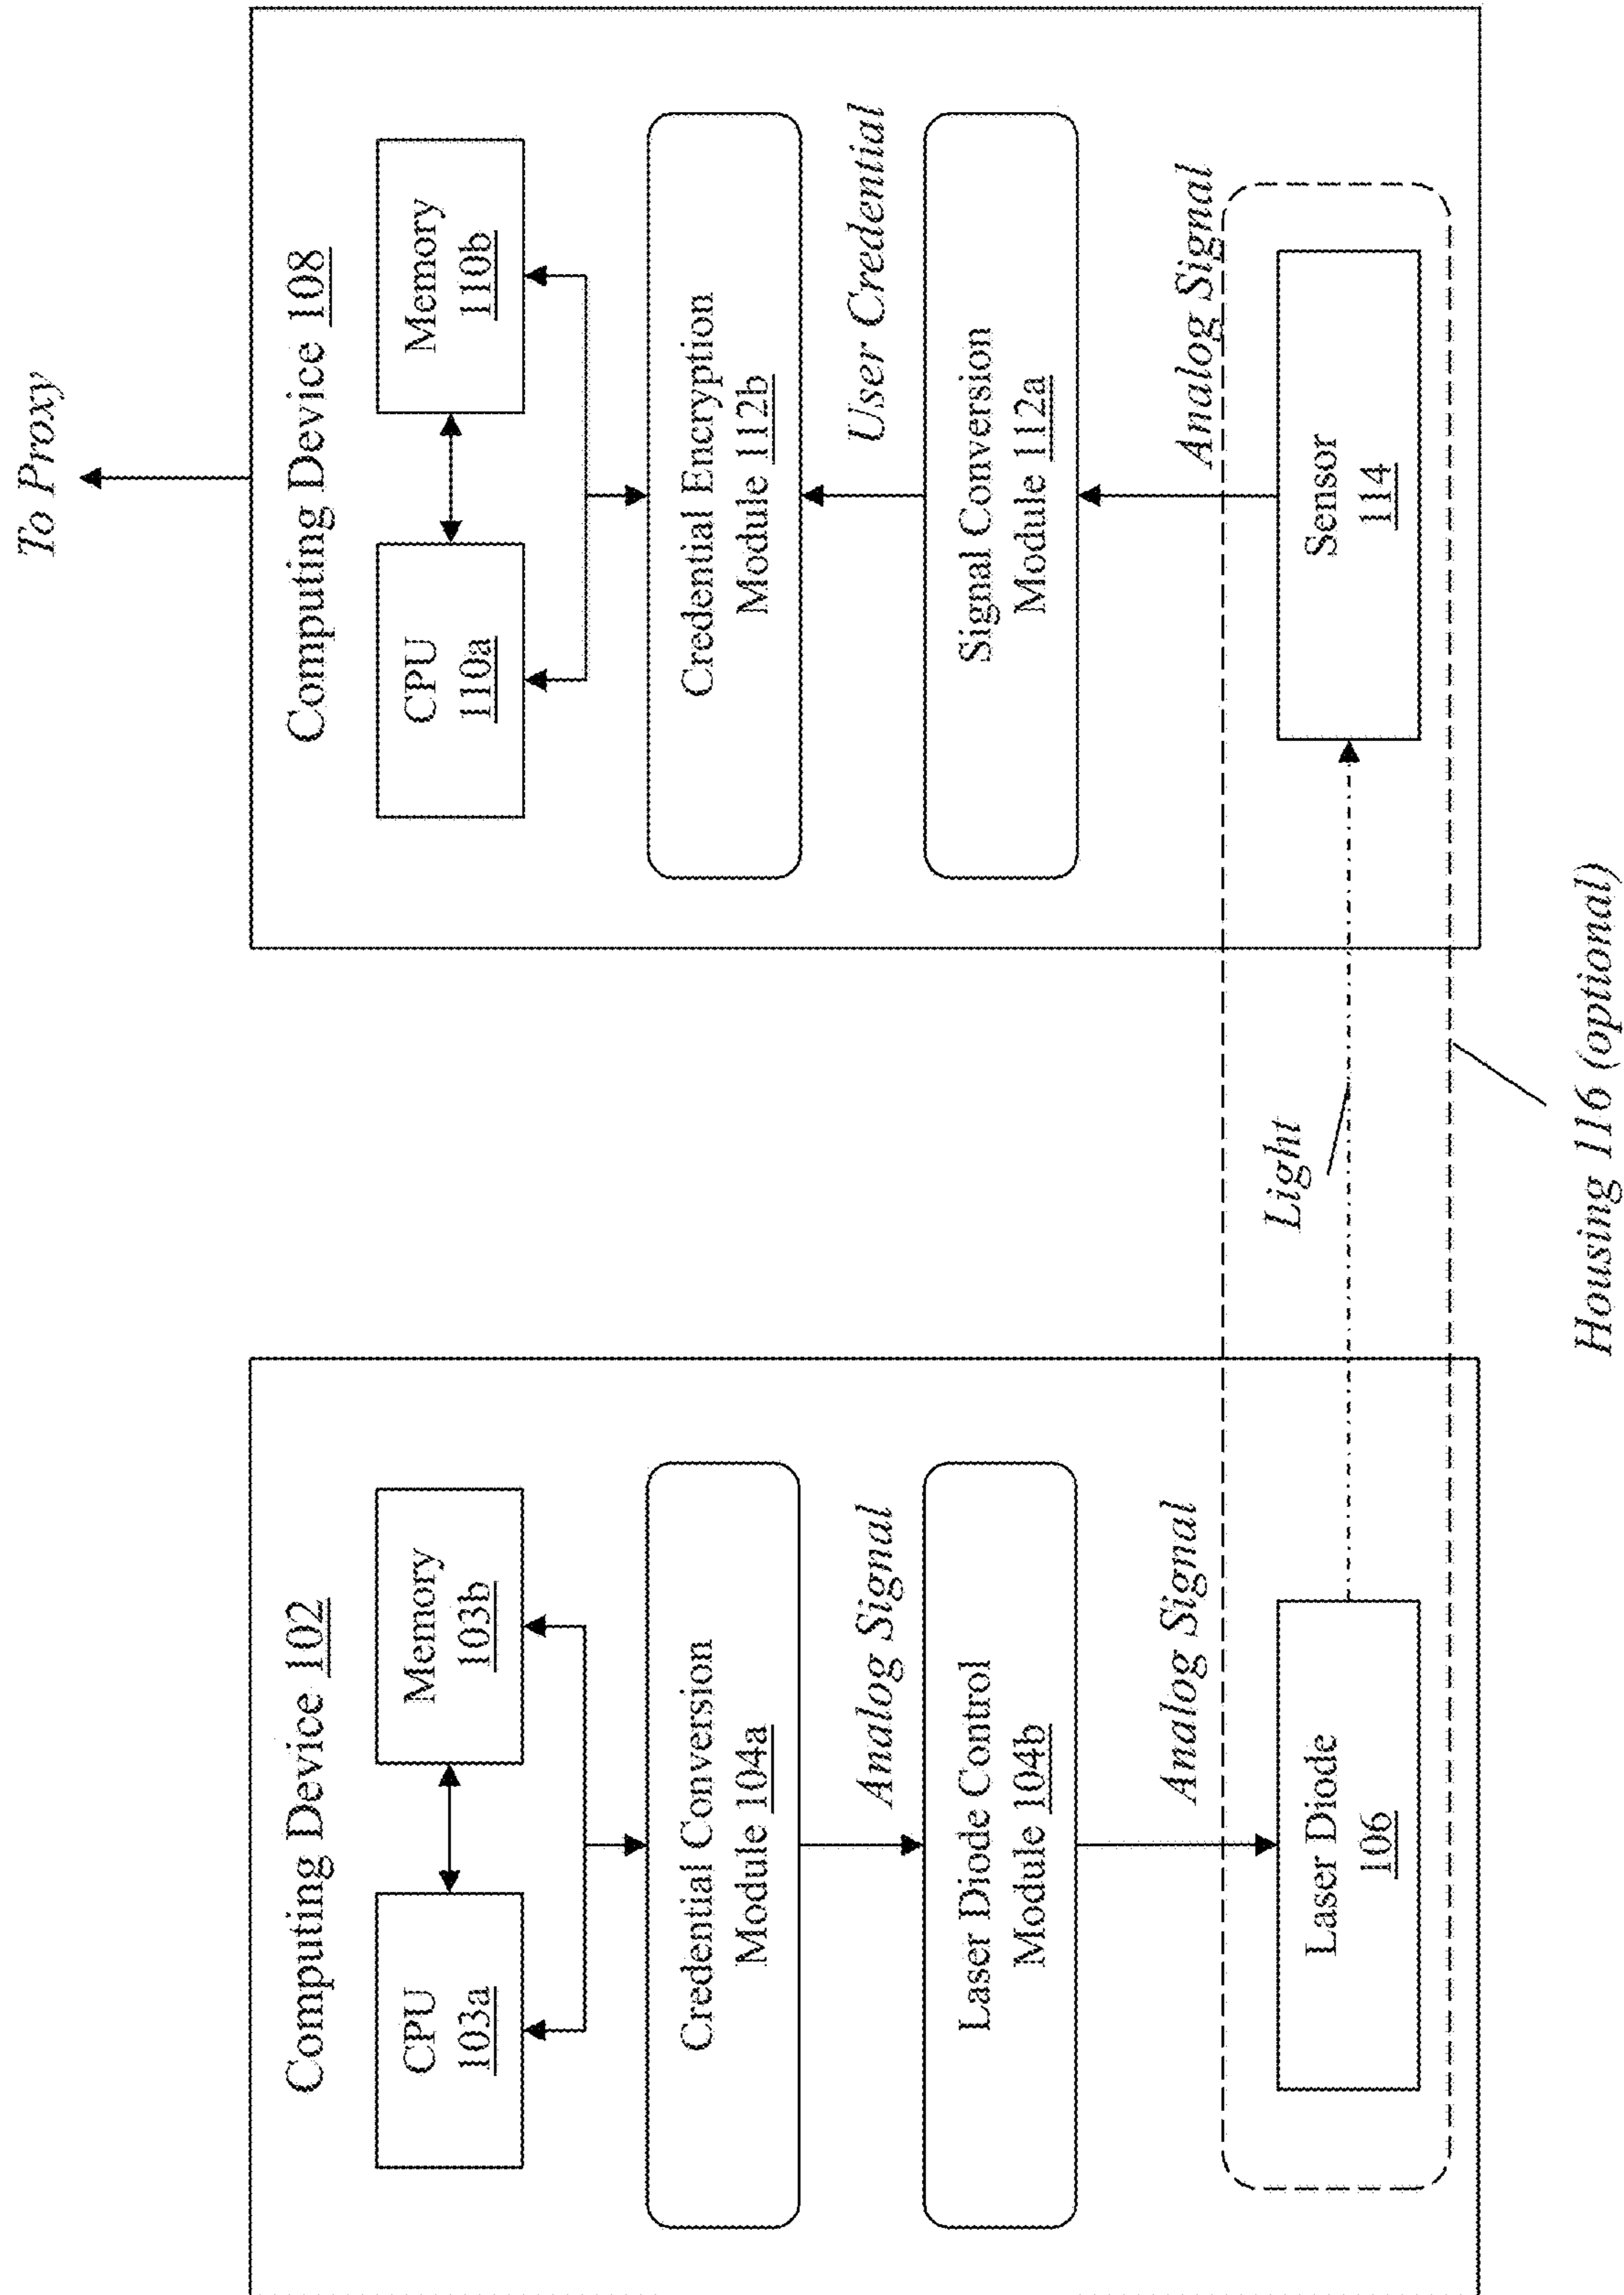 To Proxy
Computing Device 102
CPU
103a
Memory
103b
Credential Conversion
Module 104a
Analog Signal
Laser Diode Control
Module 104b
Analog Signal
Laser Diode
106
Light
Housing 116 (optional)
Computing Device 108
CPU
110a
Memory
110b
Credential Encryption
Module 112b
User Credential
Signal Conversion
Module 112a
Analog Signal
Sensor
114